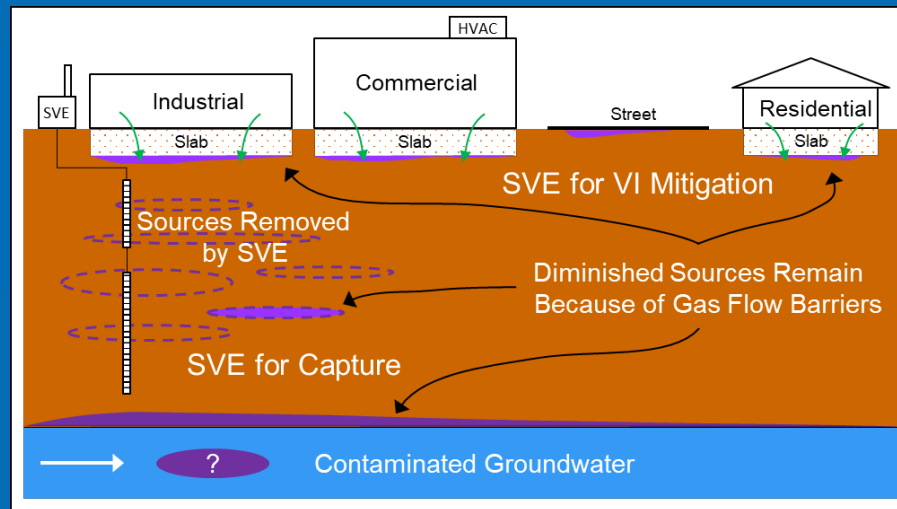 HVAC
Commercial
Industrial
SVE
Street
Residential
Slab
Slab
Slab
SVE for VI Mitigation
Sources Removed
by SVE
Diminished Sources Remain
Because of Gas Flow Barriers
SVE for Capture
?
Contaminated Groundwater